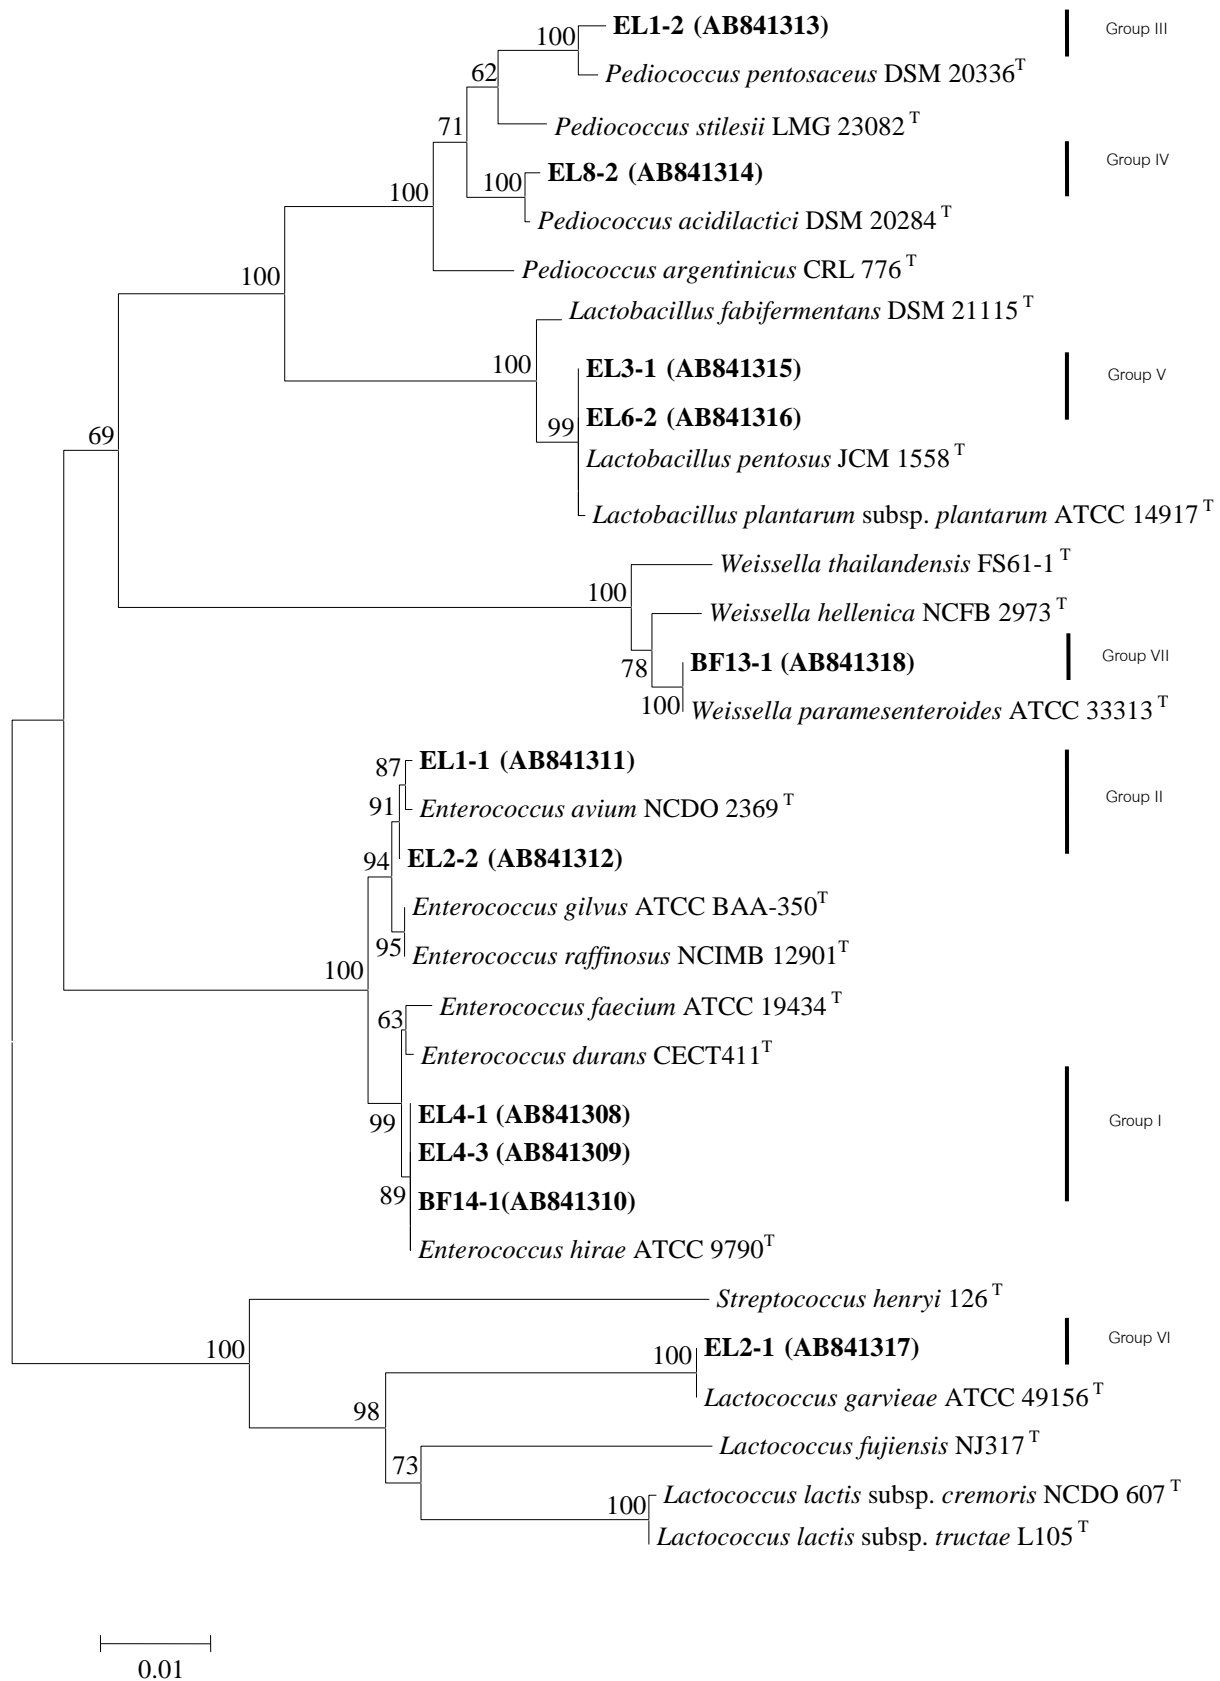 100 EL1-2 (AB841313) Group III
Pediococcus pentosaceus DSM 20336T
62
Pediococcus stilesii LMG 23082 T
71
100 EL8-2 (AB841314) Group IV
100
Pediococcus acidilactici DSM 20284 T
Pediococcus argentinicus CRL 776 T
100
Lactobacillus fabifermentans DSM 21115 T
100 EL3-1 (AB841315) Group V
EL6-2 (AB841316)
99
69
Lactobacillus pentosus JCM 1558 T
Lactobacillus plantarum subsp. plantarum ATCC 14917 T
Weissella thailandensis FS61-1 T
100
Weissella hellenica NCFB 2973 T
78 BF13-1 (AB841318) Group VII
100 Weissella paramesenteroides ATCC 33313 T
87 EL1-1 (AB841311)
91 Enterococcus avium NCDO 2369 T Group II
94 EL2-2 (AB841312)
Enterococcus gilvus ATCC BAA-350T
95 Enterococcus raffinosus NCIMB 12901T
100
Enterococcus faecium ATCC 19434 T
63
Enterococcus durans CECT411T
99 EL4-1 (AB841308) Group I
EL4-3 (AB841309)
89 BF14-1(AB841310)
Enterococcus hirae ATCC 9790T
Streptococcus henryi 126 T
100 100 EL2-1 (AB841317) Group VI
Lactococcus garvieae ATCC 49156 T
98
Lactococcus fujiensis NJ317 T
73
100 Lactococcus lactis subsp. cremoris NCDO 607 T
Lactococcus lactis subsp. tructae L105 T
0.01